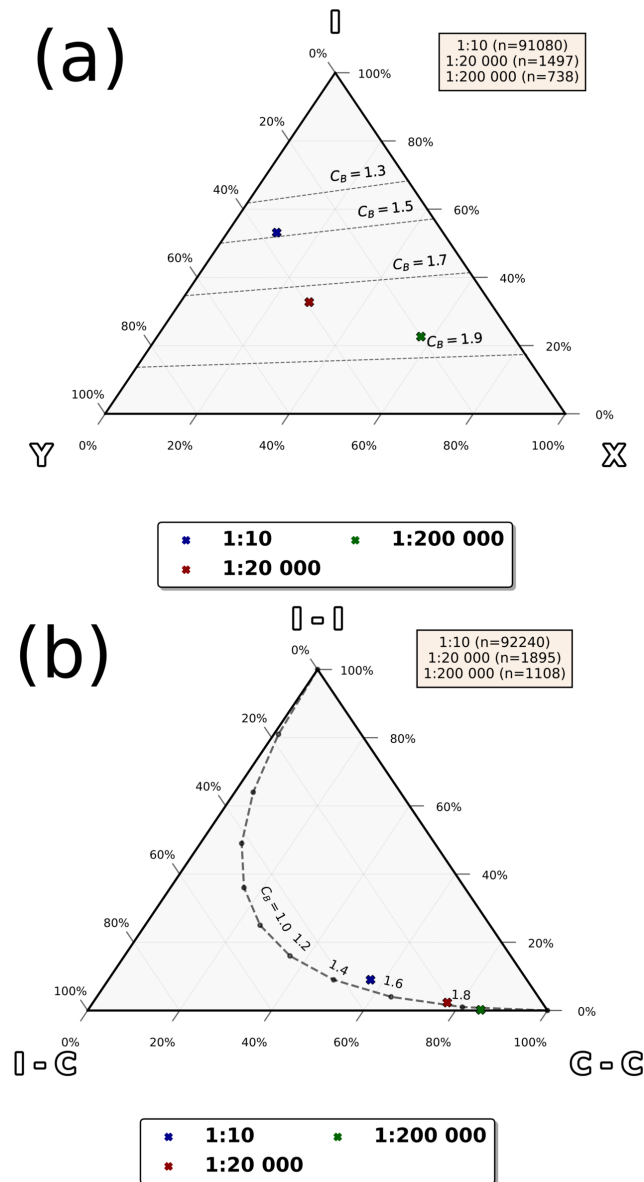 (a)
I
1:10 (n=91080)
1:20 000 (n=1497)
1:200 000 (n=738)
0%
100%
20%
80%
C_B = 1.3
40%
60%
C_B = 1.5
60%
40%
C_B = 1.7
80%
20%
C_B = 1.9
100%
0%
Y
0%
20%
40%
60%
80%
100%
X
1:10
1:200 000
1:20 000
(b)
I - I
1:10 (n=92240)
1:20 000 (n=1895)
1:200 000 (n=1108)
0%
100%
20%
80%
40%
60%
60%
40%
C_B = 1.0
1.2
1.4
1.6
1.8
80%
20%
100%
0%
0%
20%
40%
60%
80%
100%
I - C
C - C
1:10
1:200 000
1:20 000